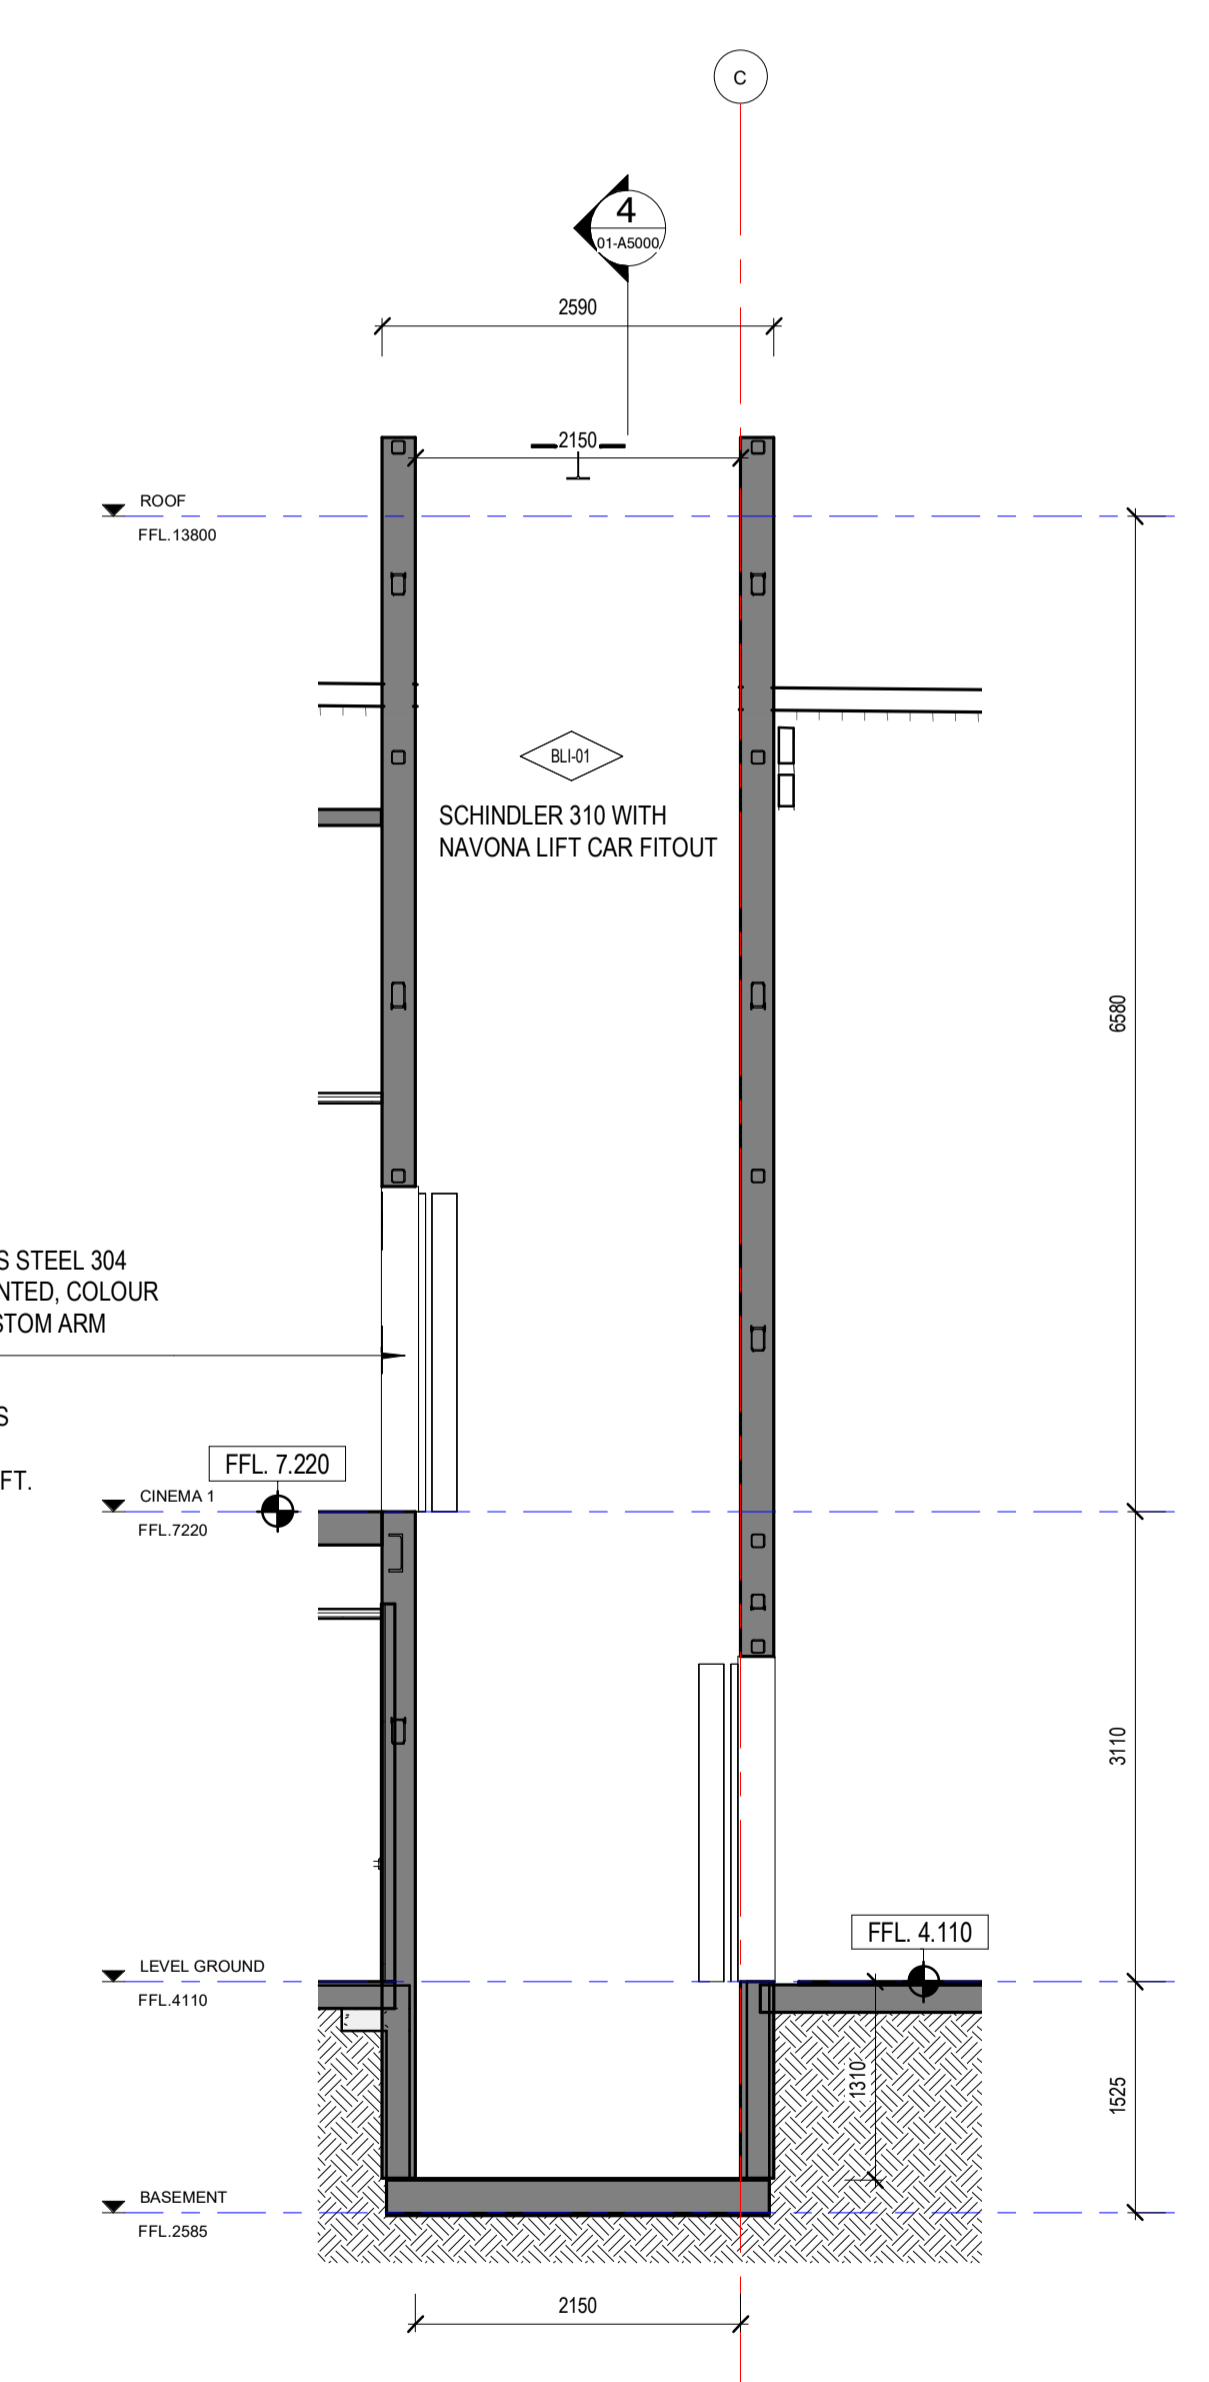 C
4
01-A5000
2590
2150
ROOF
FFL.13800
BLI-01
SCHINDLER 310 WITH
NAVONA LIFT CAR FITOUT
6580
S STEEL 304
NTED, COLOUR
STOM ARM
S
FT.
FFL. 7.220
CINEMA 1
FFL.7220
3110
FFL. 4.110
LEVEL GROUND
FFL.4110
1310
1525
BASEMENT
FFL.2585
2150